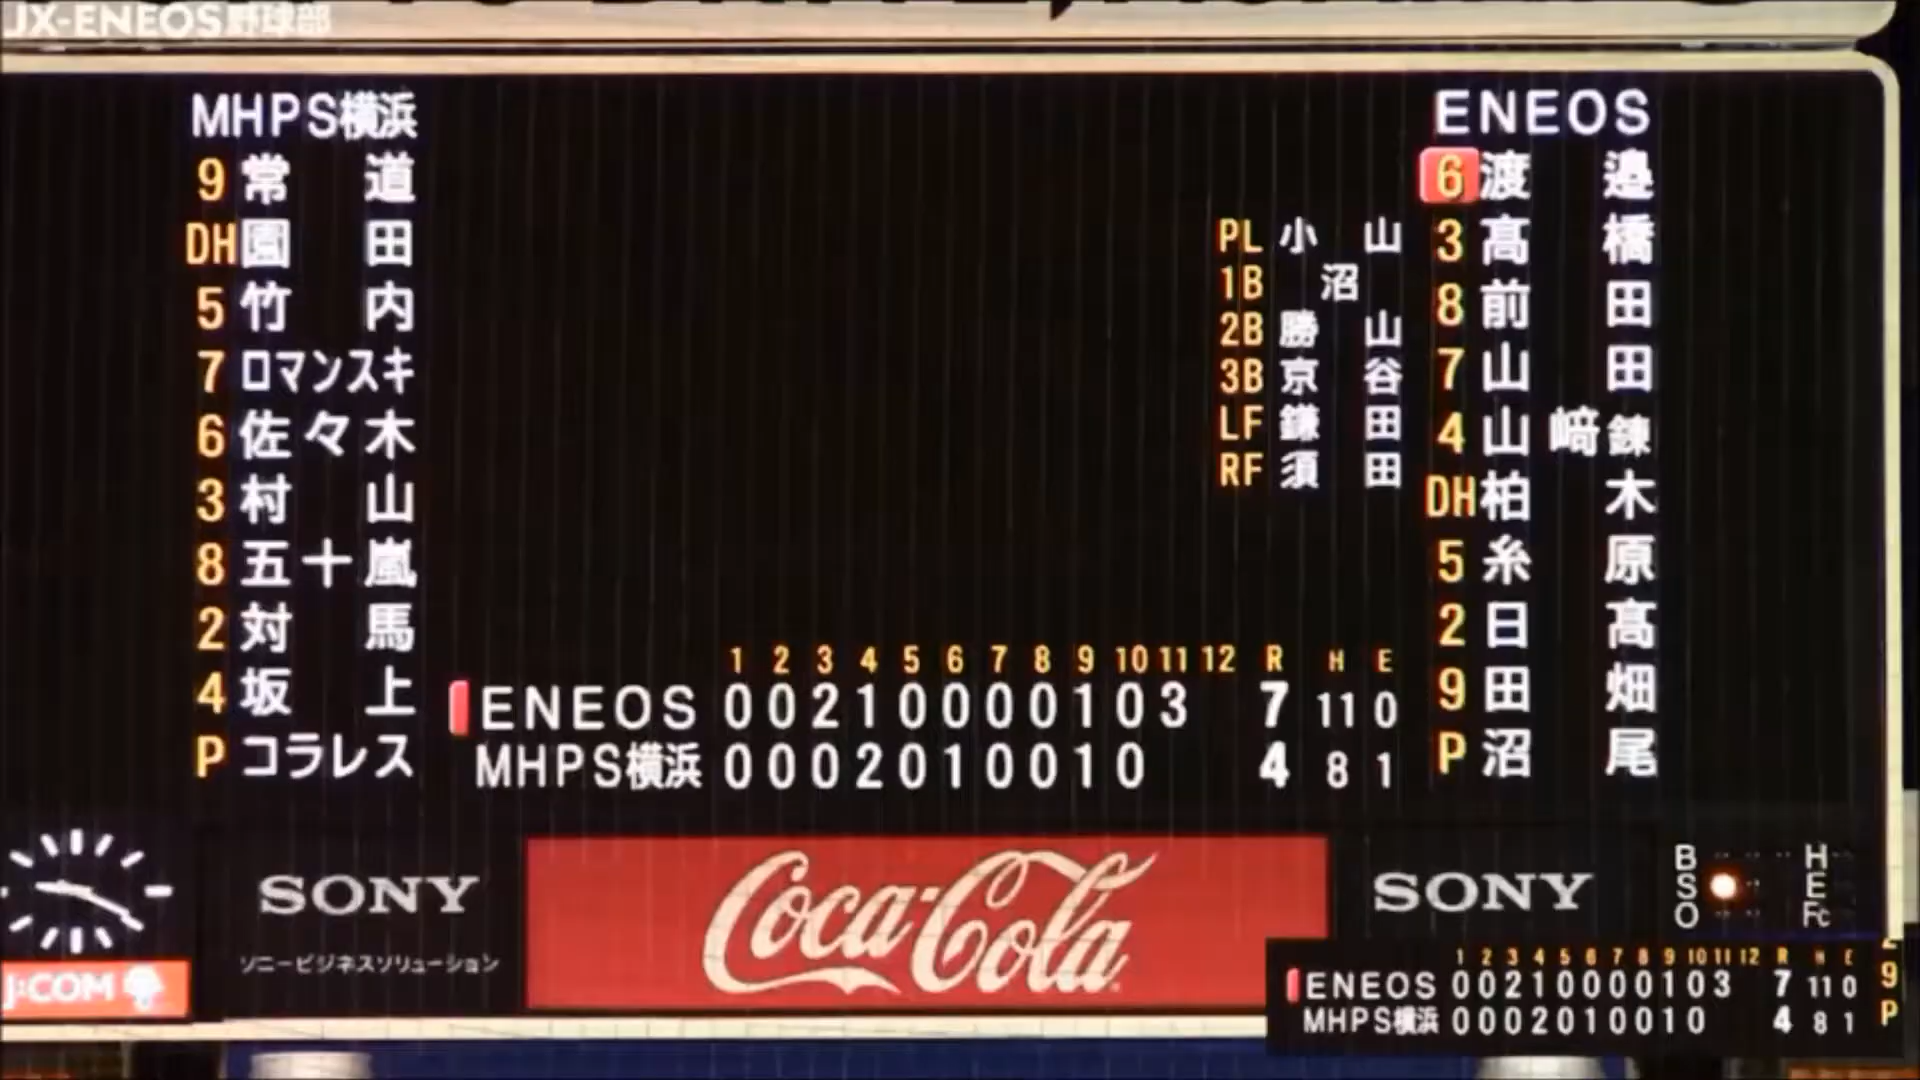 JX-ENEOS野球部
MHPS横浜
9 常道
DH 園田
5 竹内
7 ロマンスキ
6 佐々木
3 村山
8 五十嵐
2 対馬
4 坂上
P コラレス
PL 小山
1B 沼
2B 勝山
3B 京谷
LF 鎌田
RF 須田
ENEOS
6 渡邉
3 髙橋
8 前田
7 山田
4 山﨑錬
DH 柏木
5 糸原
2 日髙
9 田畑
P 沼尾
1 2 3 4 5 6 7 8 9 10 11 12 R H E
ENEOS 0 0 2 1 0 0 0 0 1 0 3 7 11 0
MHPS横浜 0 0 0 2 0 1 0 0 1 0 4 8 1
SONY
ソニービジネスソリューション
Coca-Cola
SONY
B H
S E
O Fc
J:COM
1 2 3 4 5 6 7 8 9 10 11 12 R H E
ENEOS 0 0 2 1 0 0 0 0 1 0 3 7 11 0 9
MHPS横浜 0 0 0 2 0 1 0 0 1 0 4 8 1 P